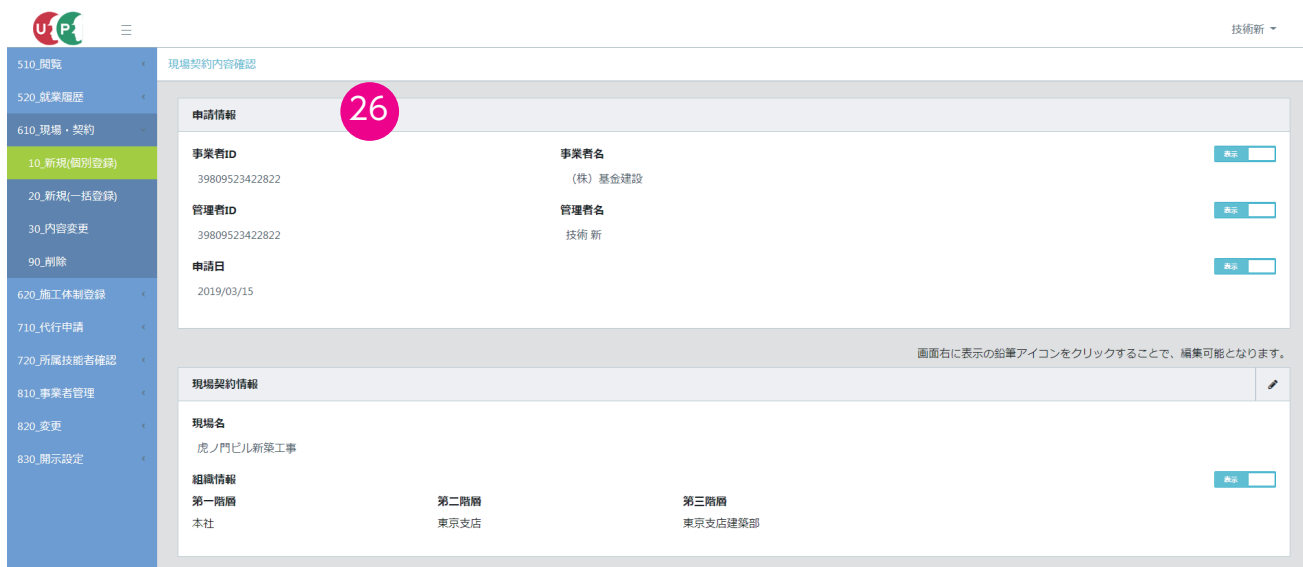 UP
技術新
510_閲覧
520_就業履歴
610_現場・契約
10_新規(個別登録)
20_新規(一括登録)
30_内容変更
90_削除
620_施工体制登録
710_代行申請
720_所属技能者確認
810_事業者管理
820_変更
830_開示設定
現場契約内容確認
申請情報
26
事業者ID 事業者名 表示
39809523422822 （株）基金建設
管理者ID 管理者名 表示
39809523422822 技術 新
申請日 表示
2019/03/15
画面右に表示の鉛筆アイコンをクリックすることで、編集可能となります。
現場契約情報
現場名
虎ノ門ビル新築工事
組織情報 表示
第一階層 第二階層 第三階層
本社 東京支店 東京支店建築部